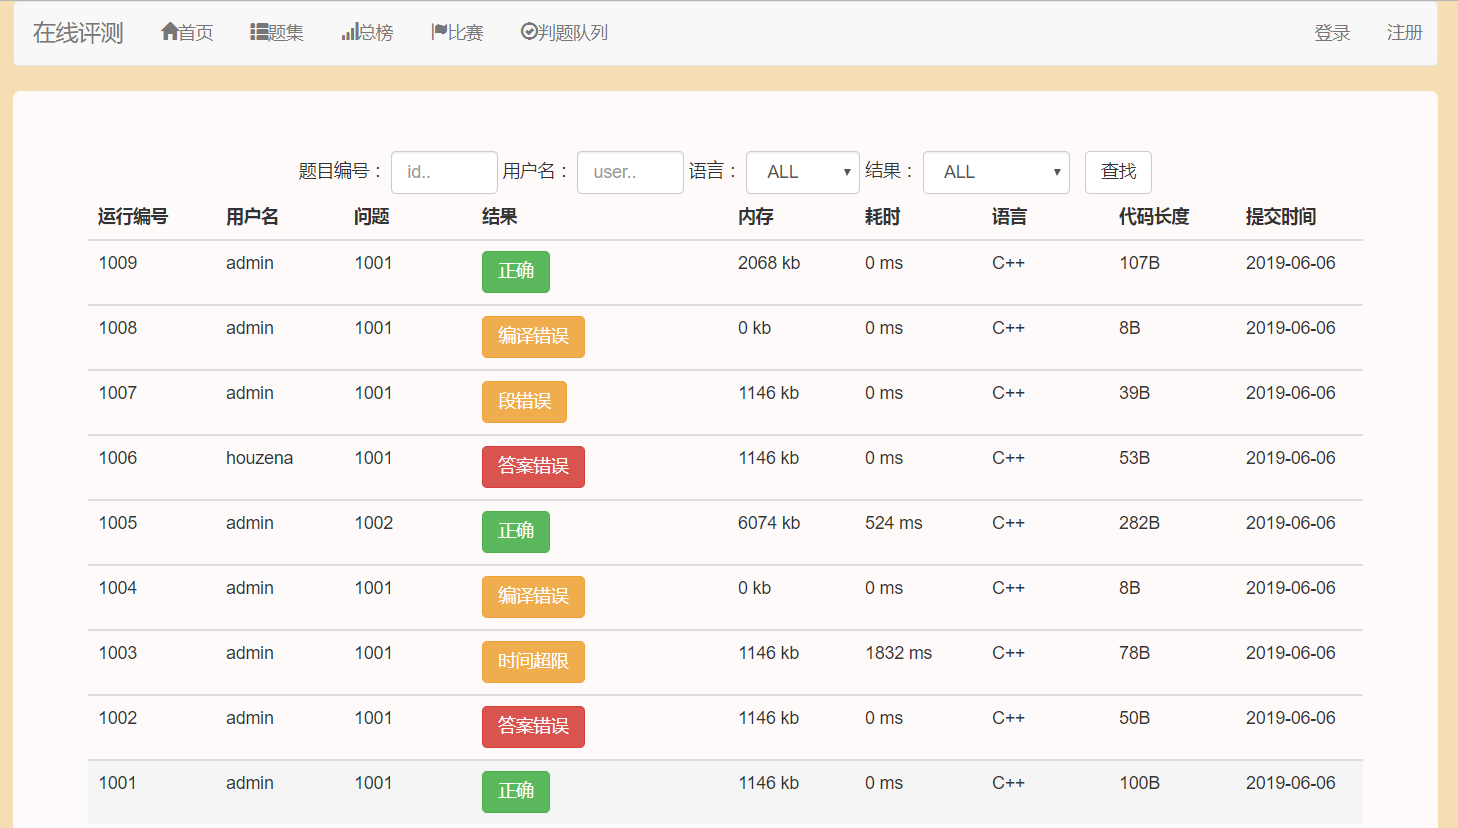 在线评测 首页 题集 总榜 比赛 判题队列 登录 注册
题目编号： id.. 用户名： user.. 语言： ALL 结果： ALL 查找
运行编号 用户名 问题 结果 内存 耗时 语言 代码长度 提交时间
1009 admin 1001 正确 2068 kb 0 ms C++ 107B 2019-06-06
1008 admin 1001 编译错误 0 kb 0 ms C++ 8B 2019-06-06
1007 admin 1001 段错误 1146 kb 0 ms C++ 39B 2019-06-06
1006 houzena 1001 答案错误 1146 kb 0 ms C++ 53B 2019-06-06
1005 admin 1002 正确 6074 kb 524 ms C++ 282B 2019-06-06
1004 admin 1001 编译错误 0 kb 0 ms C++ 8B 2019-06-06
1003 admin 1001 时间超限 1146 kb 1832 ms C++ 78B 2019-06-06
1002 admin 1001 答案错误 1146 kb 0 ms C++ 50B 2019-06-06
1001 admin 1001 正确 1146 kb 0 ms C++ 100B 2019-06-06